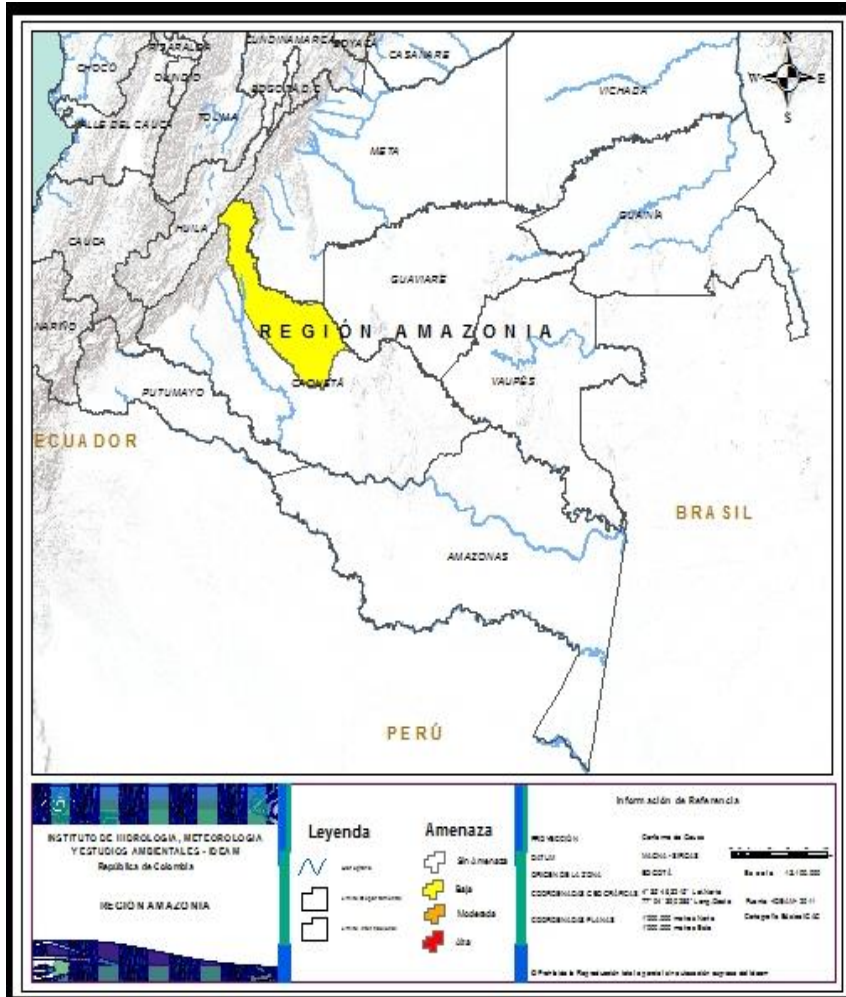 RISARALDA
CUNDINAMARCA
BOYACÁ
CASANARE
CHOCÓ
QUINDIO
BOGOTÁ D.C
VICHADA
VALLE DEL CAUCA
TOLIMA
META
GUAINÍA
HUILA
CAUCA
GUAVIARE
NARIÑO
REGIÓN AMAZONIA
PUTUMAYO
CAQUETÁ
VAUPÉS
ECUADOR
BRASIL
AMAZONAS
PERÚ
N
W
E
S
INSTITUTO DE HIDROLOGIA, METEOROLOGIA
Y ESTUDIOS AMBIENTALES - IDEAM
República de Colombia
REGIÓN AMAZONIA
Leyenda
Amenaza
Sin Amenaza
Baja
Moderada
Alta
Información de Referencia
PROYECCIÓN
DATUM
MAGNA - SIRGAS
ORIGEN DE LA ZONA
BOGOTÁ
COORDENADAS GEOGRÁFICAS
COORDENADAS PLANAS